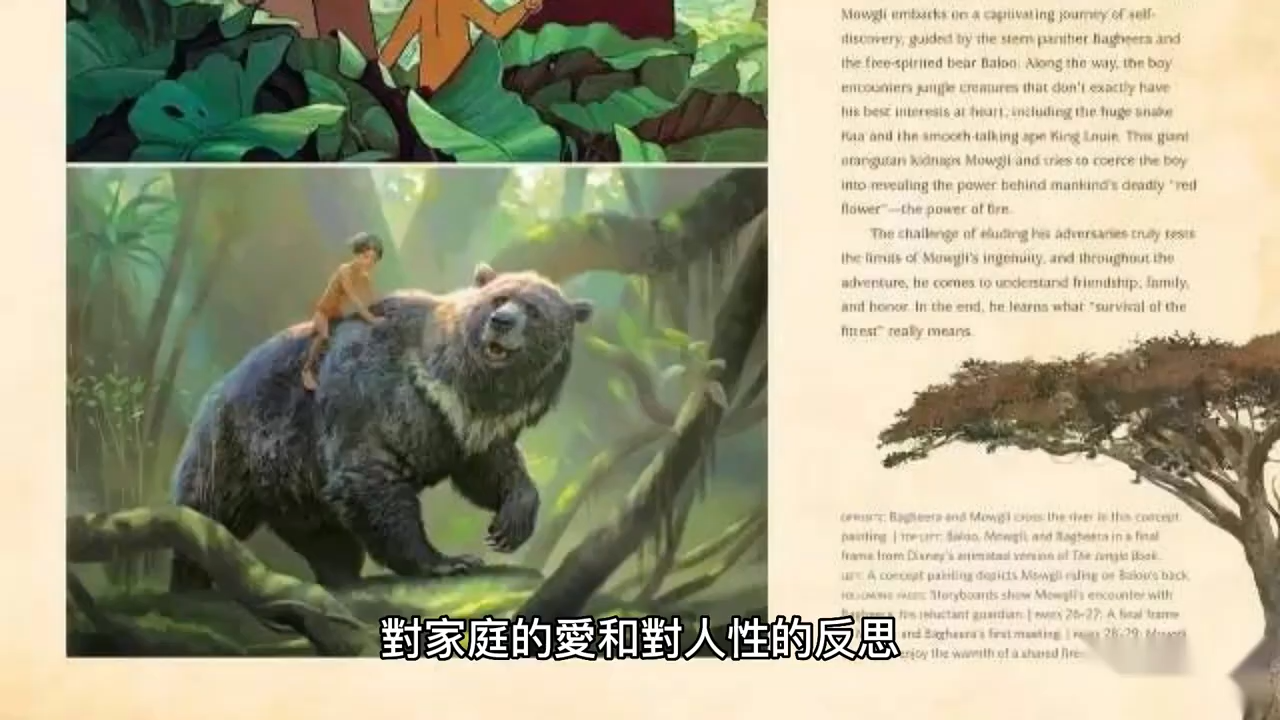 Mowgli embarks on a captivating journey of self-
discovery, guided by the stern panther Bagheera and
the free-spirited bear Baloo. Along the way, the boy
encounters jungle creatures that don't exactly have
his best interests at heart, including the huge snake
Kaa and the smooth-talking ape King Louie. This giant
orangutan kidnaps Mowgli and tries to coerce the boy
into revealing the power behind mankind's deadly "red
flower"—the power of fire.
The challenge of eluding his adversaries truly tests
the limits of Mowgli's ingenuity, and throughout the
adventure, he comes to understand friendship, family,
and honor. In the end, he learns what "survival of the
fittest" really means.
OPPOSITE: Bagheera and Mowgli cross the river in this concept
painting. | TOP LEFT: Baloo, Mowgli, and Bagheera in a final
frame from Disney's animated version of The Jungle Book.
LEFT: A concept painting depicts Mowgli riding on Baloo's back.
FOLLOWING PAGES: Storyboards show Mowgli's encounter with
Bagheera, his reluctant guardian. | PAGES 26-27: A final frame
and Bagheera's first meeting. | PAGES 28-29: Mowgli
enjoy the warmth of a shared fire.
對家庭的愛和對人性的反思